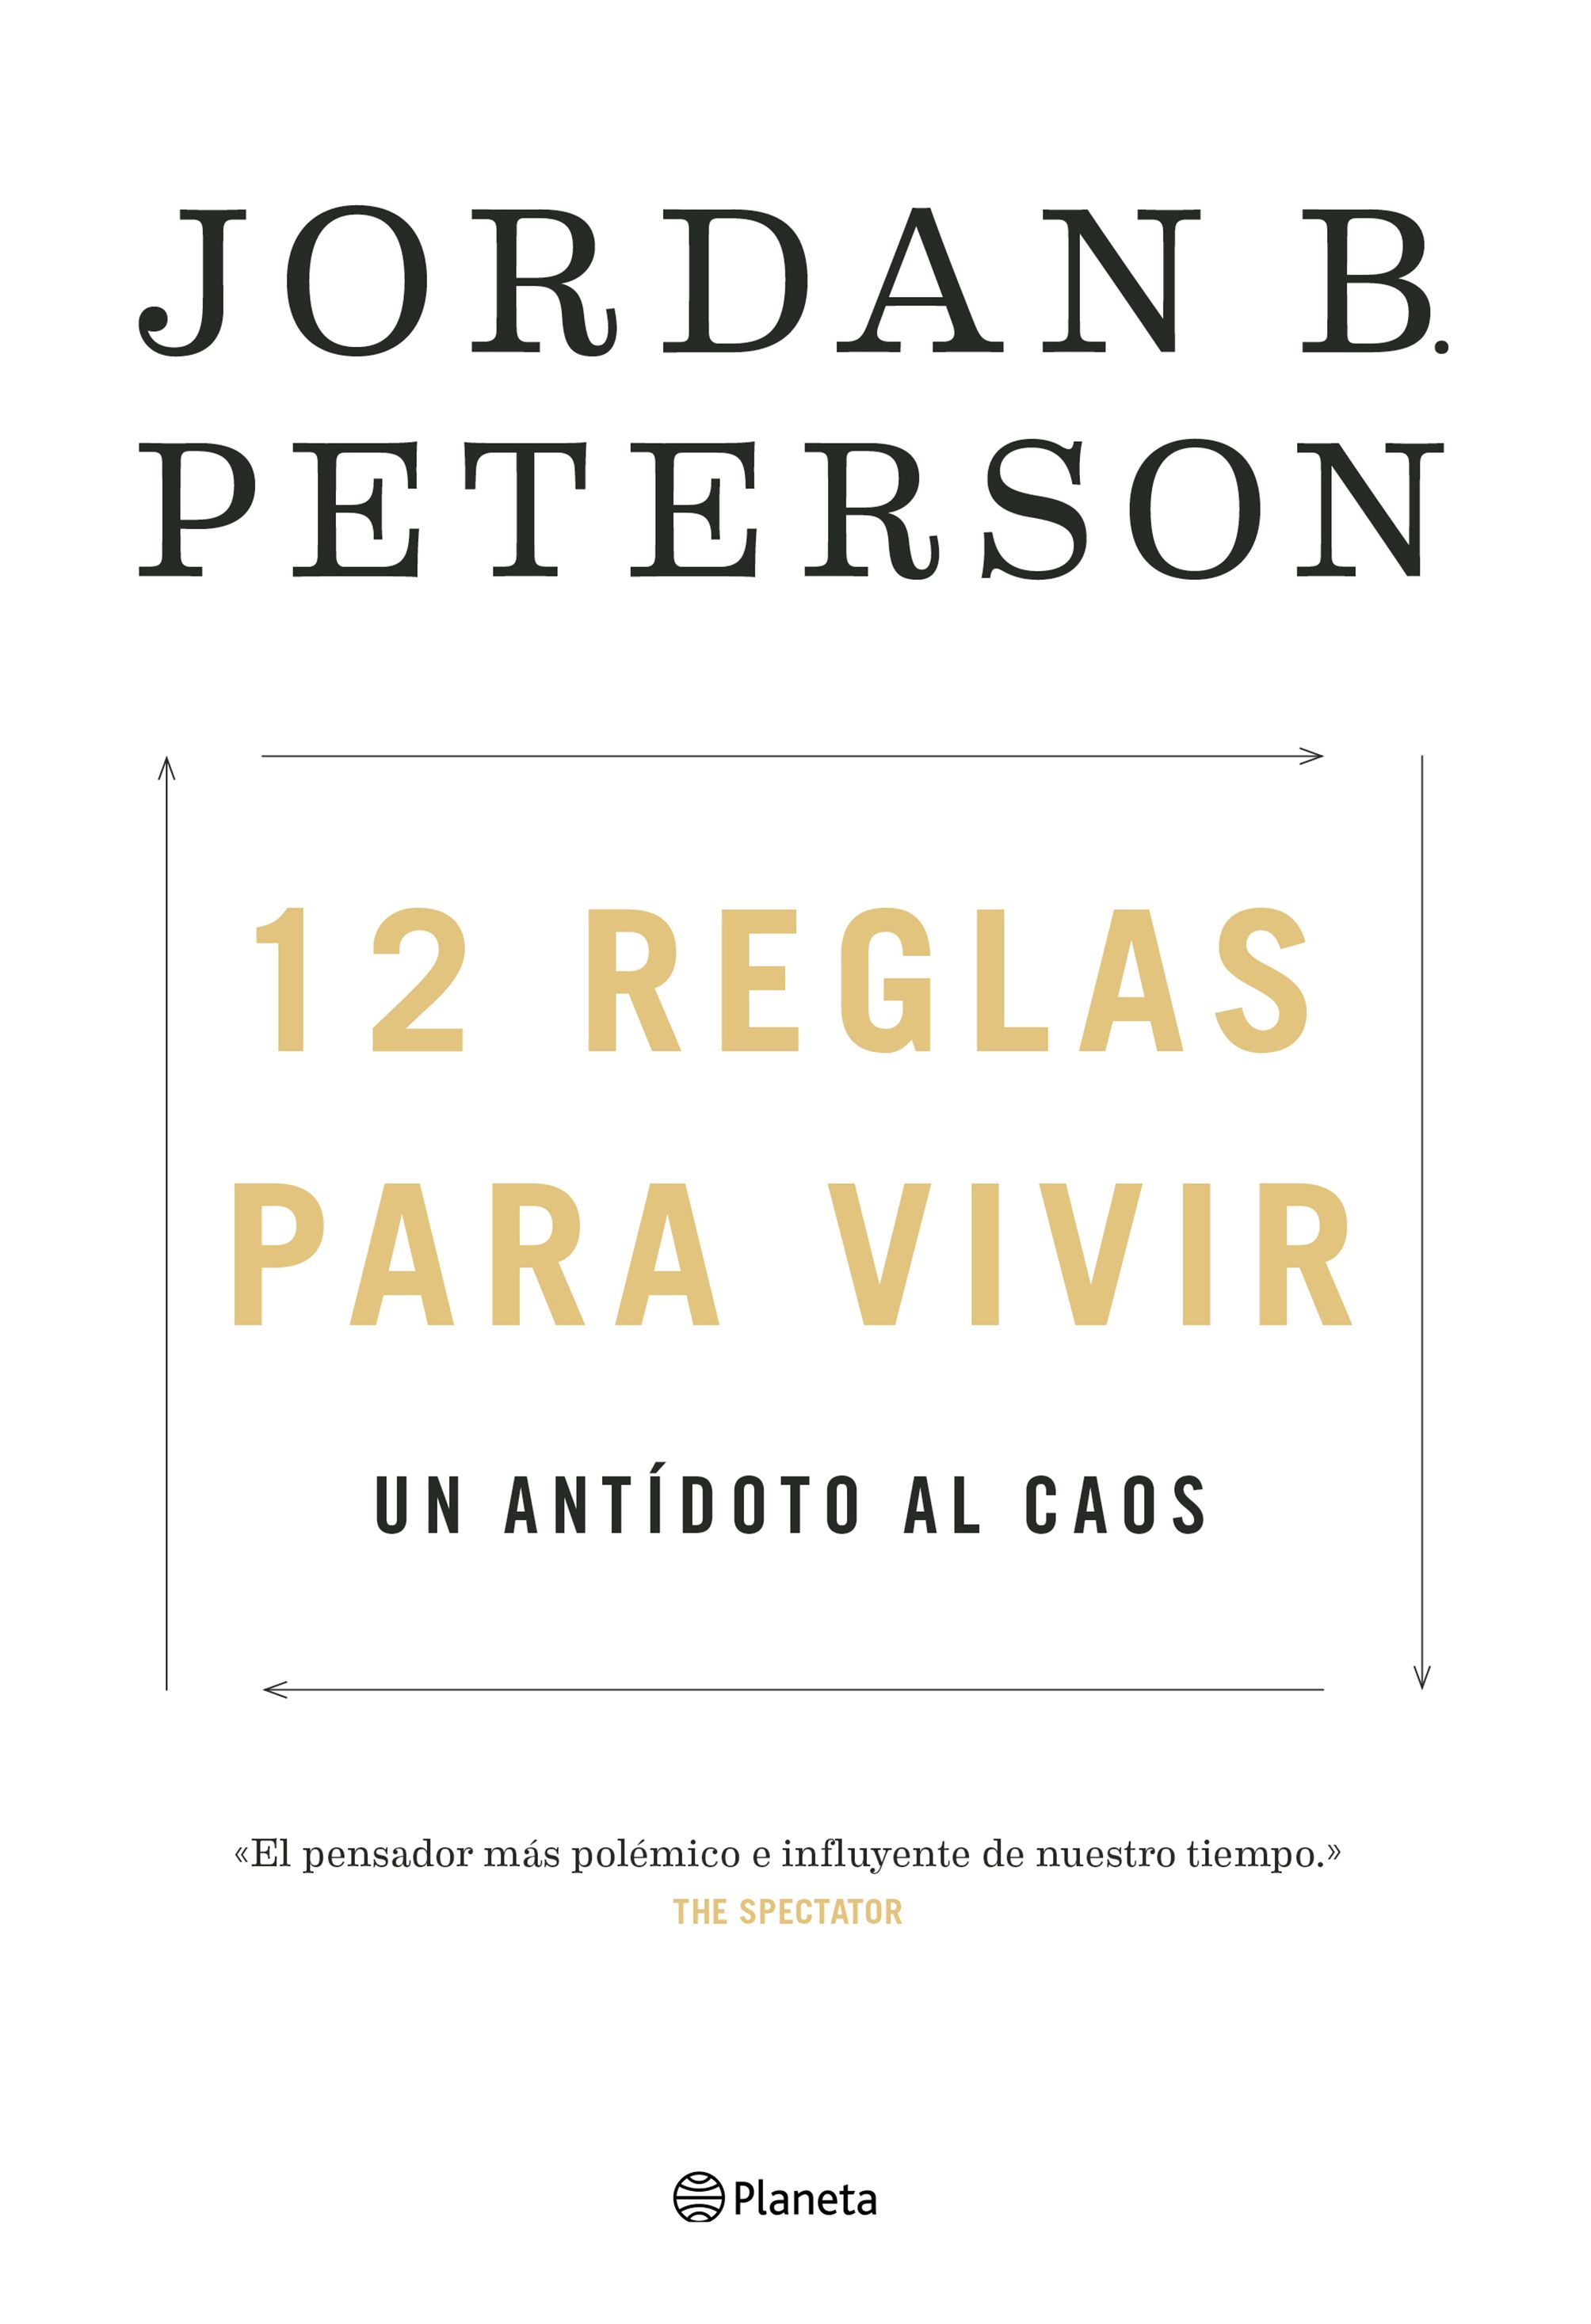 JORDAN B.
PETERSON
12 REGLAS
PARA VIVIR
UN ANTÍDOTO AL CAOS
«El pensador más polémico e influyente de nuestro tiempo.»
THE SPECTATOR
Planeta